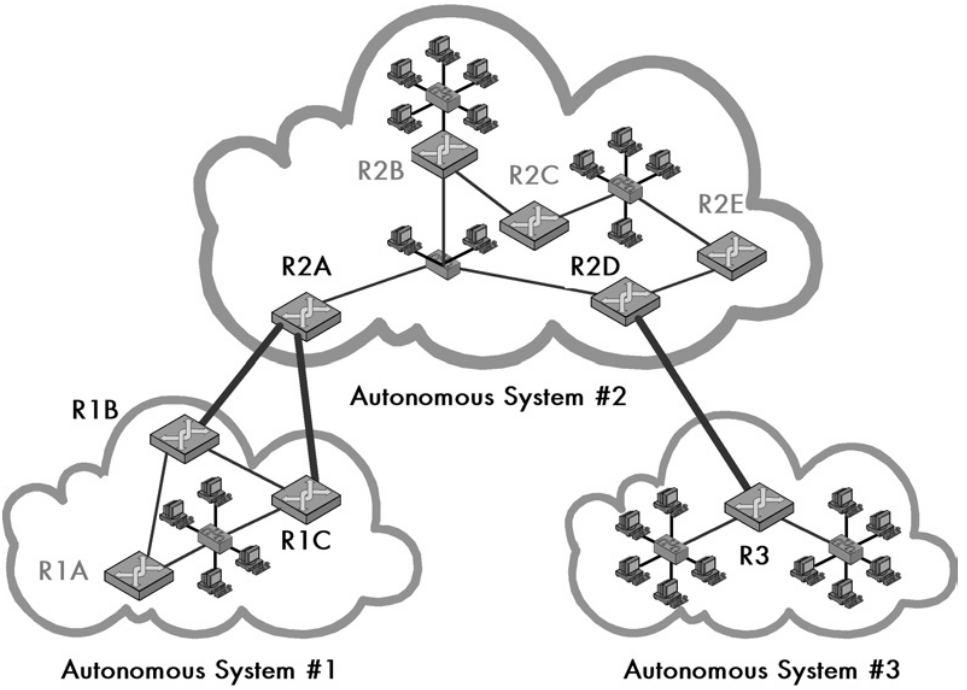 R2B
R2C
R2E
R2A
R2D
Autonomous System #2
R1B
R1C
R1A
R3
Autonomous System #1
Autonomous System #3